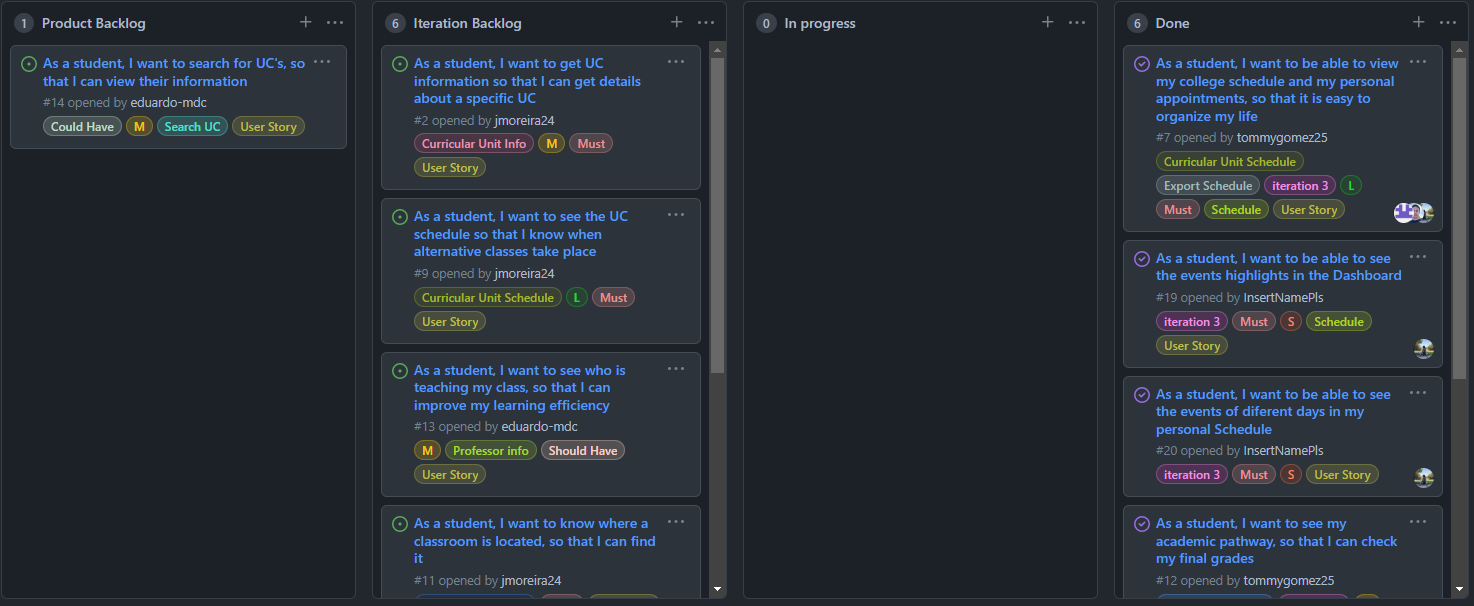 1 Product Backlog
As a student, I want to search for UC's, so
that I can view their information
#14 opened by eduardo-mdc
Could Have M Search UC User Story
6 Iteration Backlog
As a student, I want to get UC
information so that I can get details
about a specific UC
#2 opened by jmoreira24
Curricular Unit Info M Must
User Story
As a student, I want to see the UC
schedule so that I know when
alternative classes take place
#9 opened by jmoreira24
Curricular Unit Schedule L Must
User Story
As a student, I want to see who is
teaching my class, so that I can
improve my learning efficiency
#13 opened by eduardo-mdc
M Professor info Should Have
User Story
As a student, I want to know where a
classroom is located, so that I can find
it
#11 opened by jmoreira24
0 In progress
6 Done
As a student, I want to be able to view
my college schedule and my personal
appointments, so that it is easy to
organize my life
#7 opened by tommygomez25
Curricular Unit Schedule
Export Schedule iteration 3 L
Must Schedule User Story
As a student, I want to be able to see
the events highlights in the Dashboard
#19 opened by InsertNamePls
iteration 3 Must S Schedule
User Story
As a student, I want to be able to see
the events of diferent days in my
personal Schedule
#20 opened by InsertNamePls
iteration 3 Must S User Story
As a student, I want to see my
academic pathway, so that I can check
my final grades
#12 opened by tommygomez25